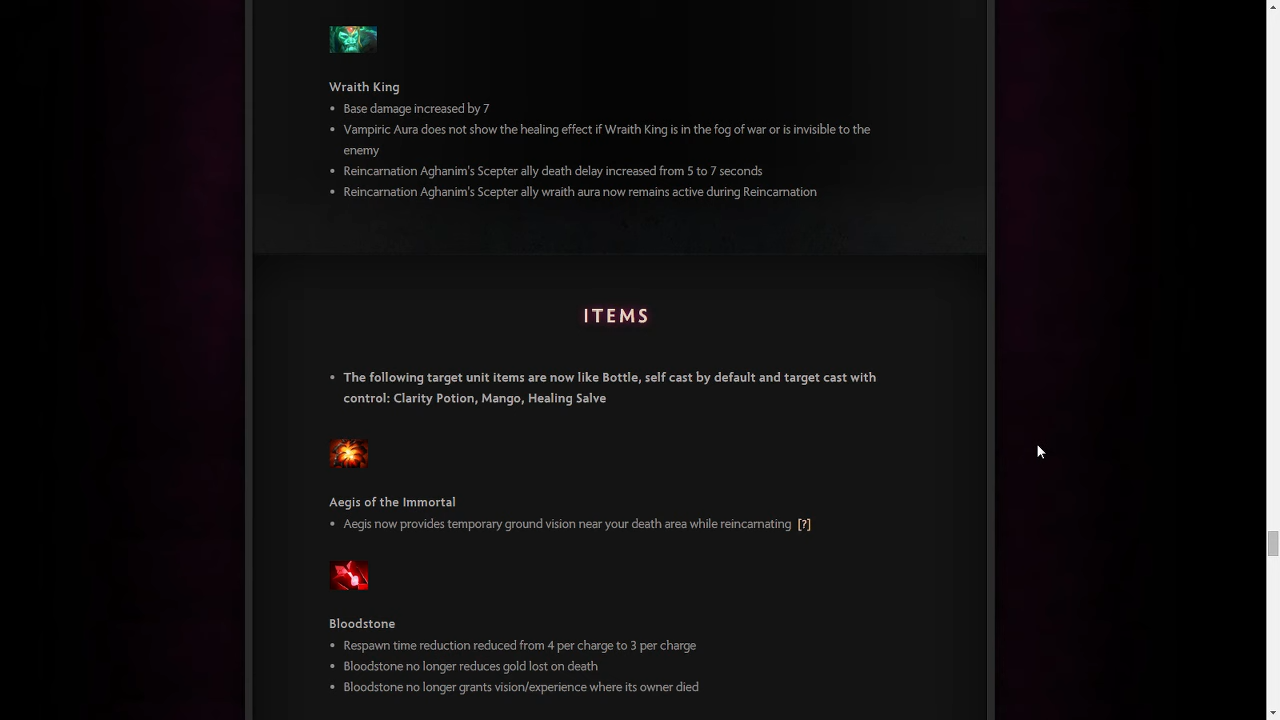 Wraith King
• Base damage increased by 7
• Vampiric Aura does not show the healing effect if Wraith King is in the fog of war or is invisible to the
enemy
• Reincarnation Aghanim's Scepter ally death delay increased from 5 to 7 seconds
• Reincarnation Aghanim's Scepter ally wraith aura now remains active during Reincarnation
ITEMS
• The following target unit items are now like Bottle, self cast by default and target cast with
control: Clarity Potion, Mango, Healing Salve
Aegis of the Immortal
• Aegis now provides temporary ground vision near your death area while reincarnating [?]
Bloodstone
• Respawn time reduction reduced from 4 per charge to 3 per charge
• Bloodstone no longer reduces gold lost on death
• Bloodstone no longer grants vision/experience where its owner died